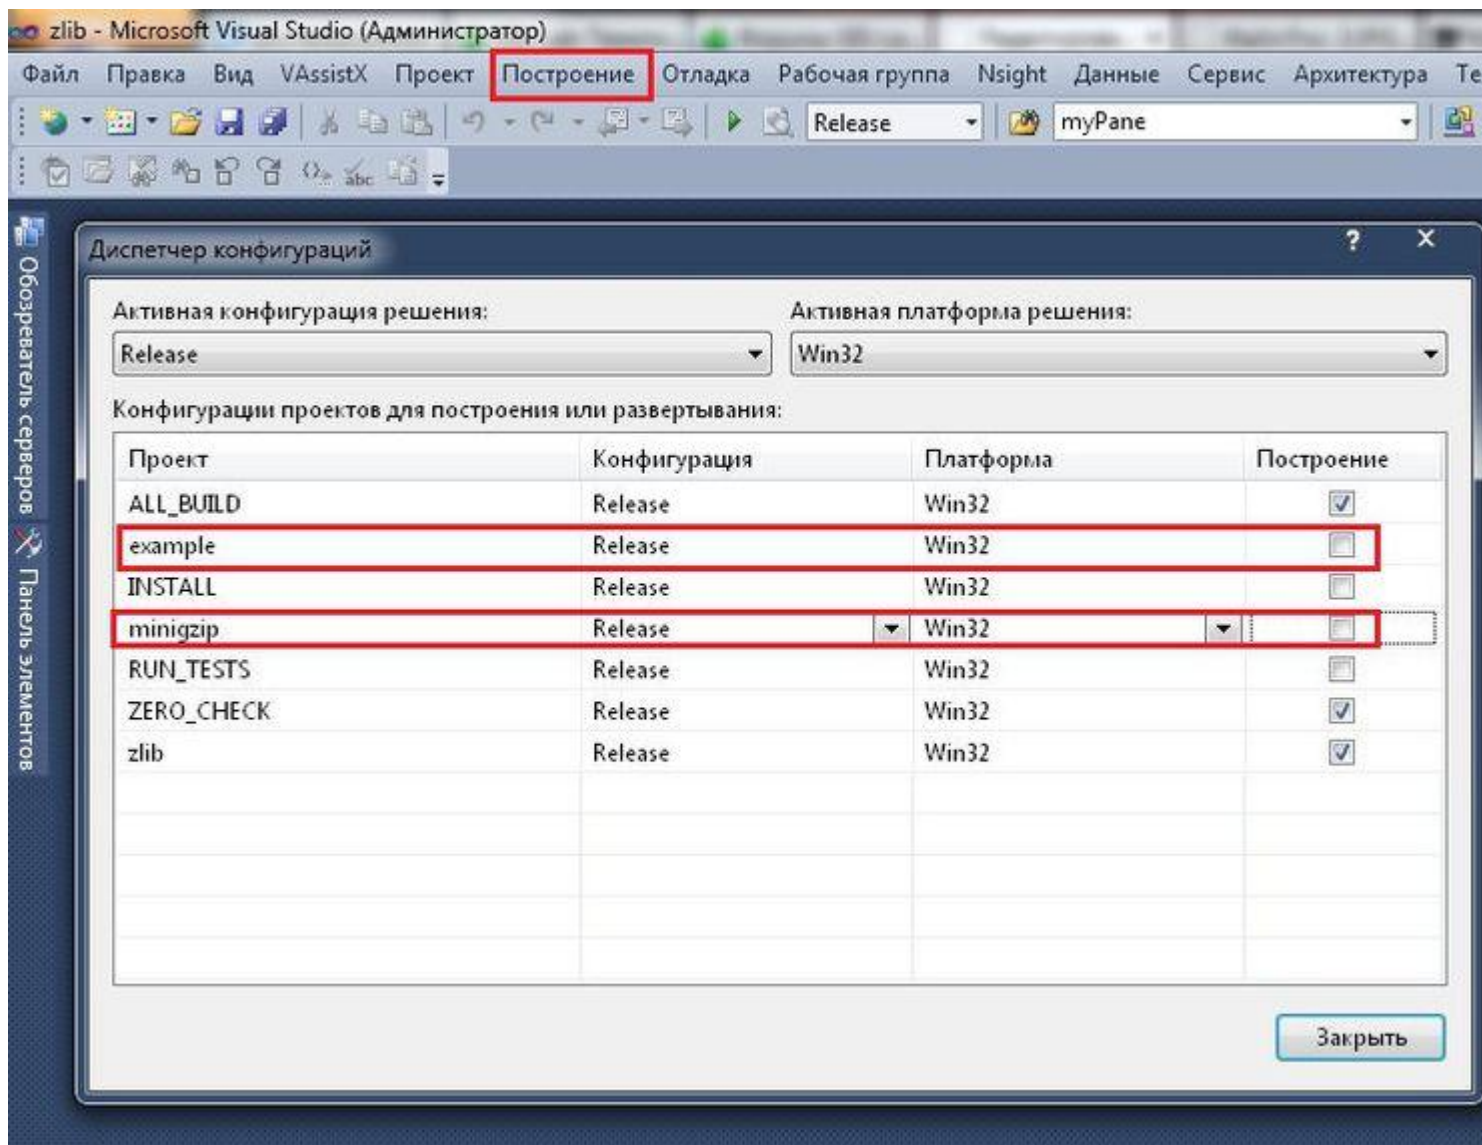 zlib - Microsoft Visual Studio (Администратор)
Файл Правка Вид VAssistX Проект Построение Отладка Рабочая группа Nsight Данные Сервис Архитектура Те
Release myPane
abc
Обозреватель серверов
Панель элементов
Диспетчер конфигураций ? X
Активная конфигурация решения: Активная платформа решения:
Release Win32
Конфигурации проектов для построения или развертывания:
Проект Конфигурация Платформа Построение
ALL_BUILD Release Win32
example Release Win32
INSTALL Release Win32
minigzip Release Win32
RUN_TESTS Release Win32
ZERO_CHECK Release Win32
zlib Release Win32
Закрыть